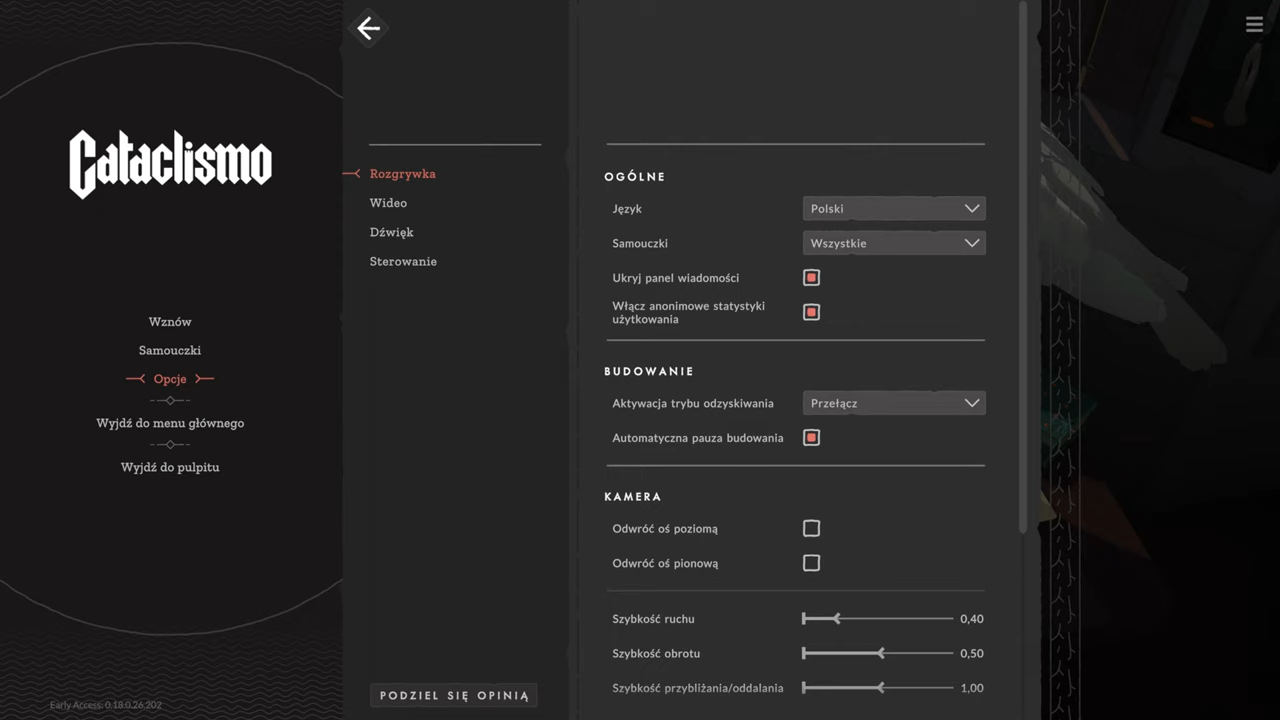 Cataclismo
Wznów
Samouczki
Opcje
Wyjdź do menu głównego
Wyjdź do pulpitu
Early Access: 0.18.0.26.202
Rozgrywka
Wideo
Dźwięk
Sterowanie
PODZIEL SIĘ OPINIĄ
OGÓLNE
Język Polski
Samouczki Wszystkie
Ukryj panel wiadomości
Włącz anonimowe statystyki
użytkowania
BUDOWANIE
Aktywacja trybu odzyskiwania Przełącz
Automatyczna pauza budowania
KAMERA
Odwróć oś poziomą
Odwróć oś pionową
Szybkość ruchu 0,40
Szybkość obrotu 0,50
Szybkość przybliżania/oddalania 1,00